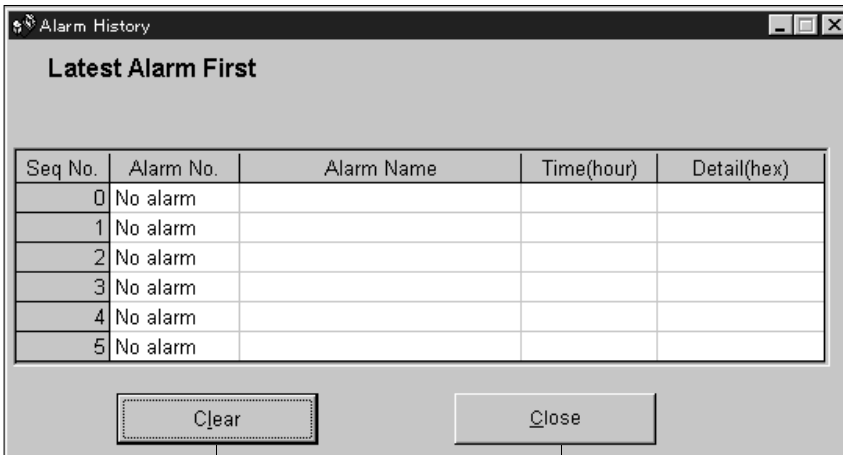 Alarm History
Latest Alarm First
Seq No. Alarm No. Alarm Name Time(hour) Detail(hex)
0 No alarm
1 No alarm
2 No alarm
3 No alarm
4 No alarm
5 No alarm
Clear Close